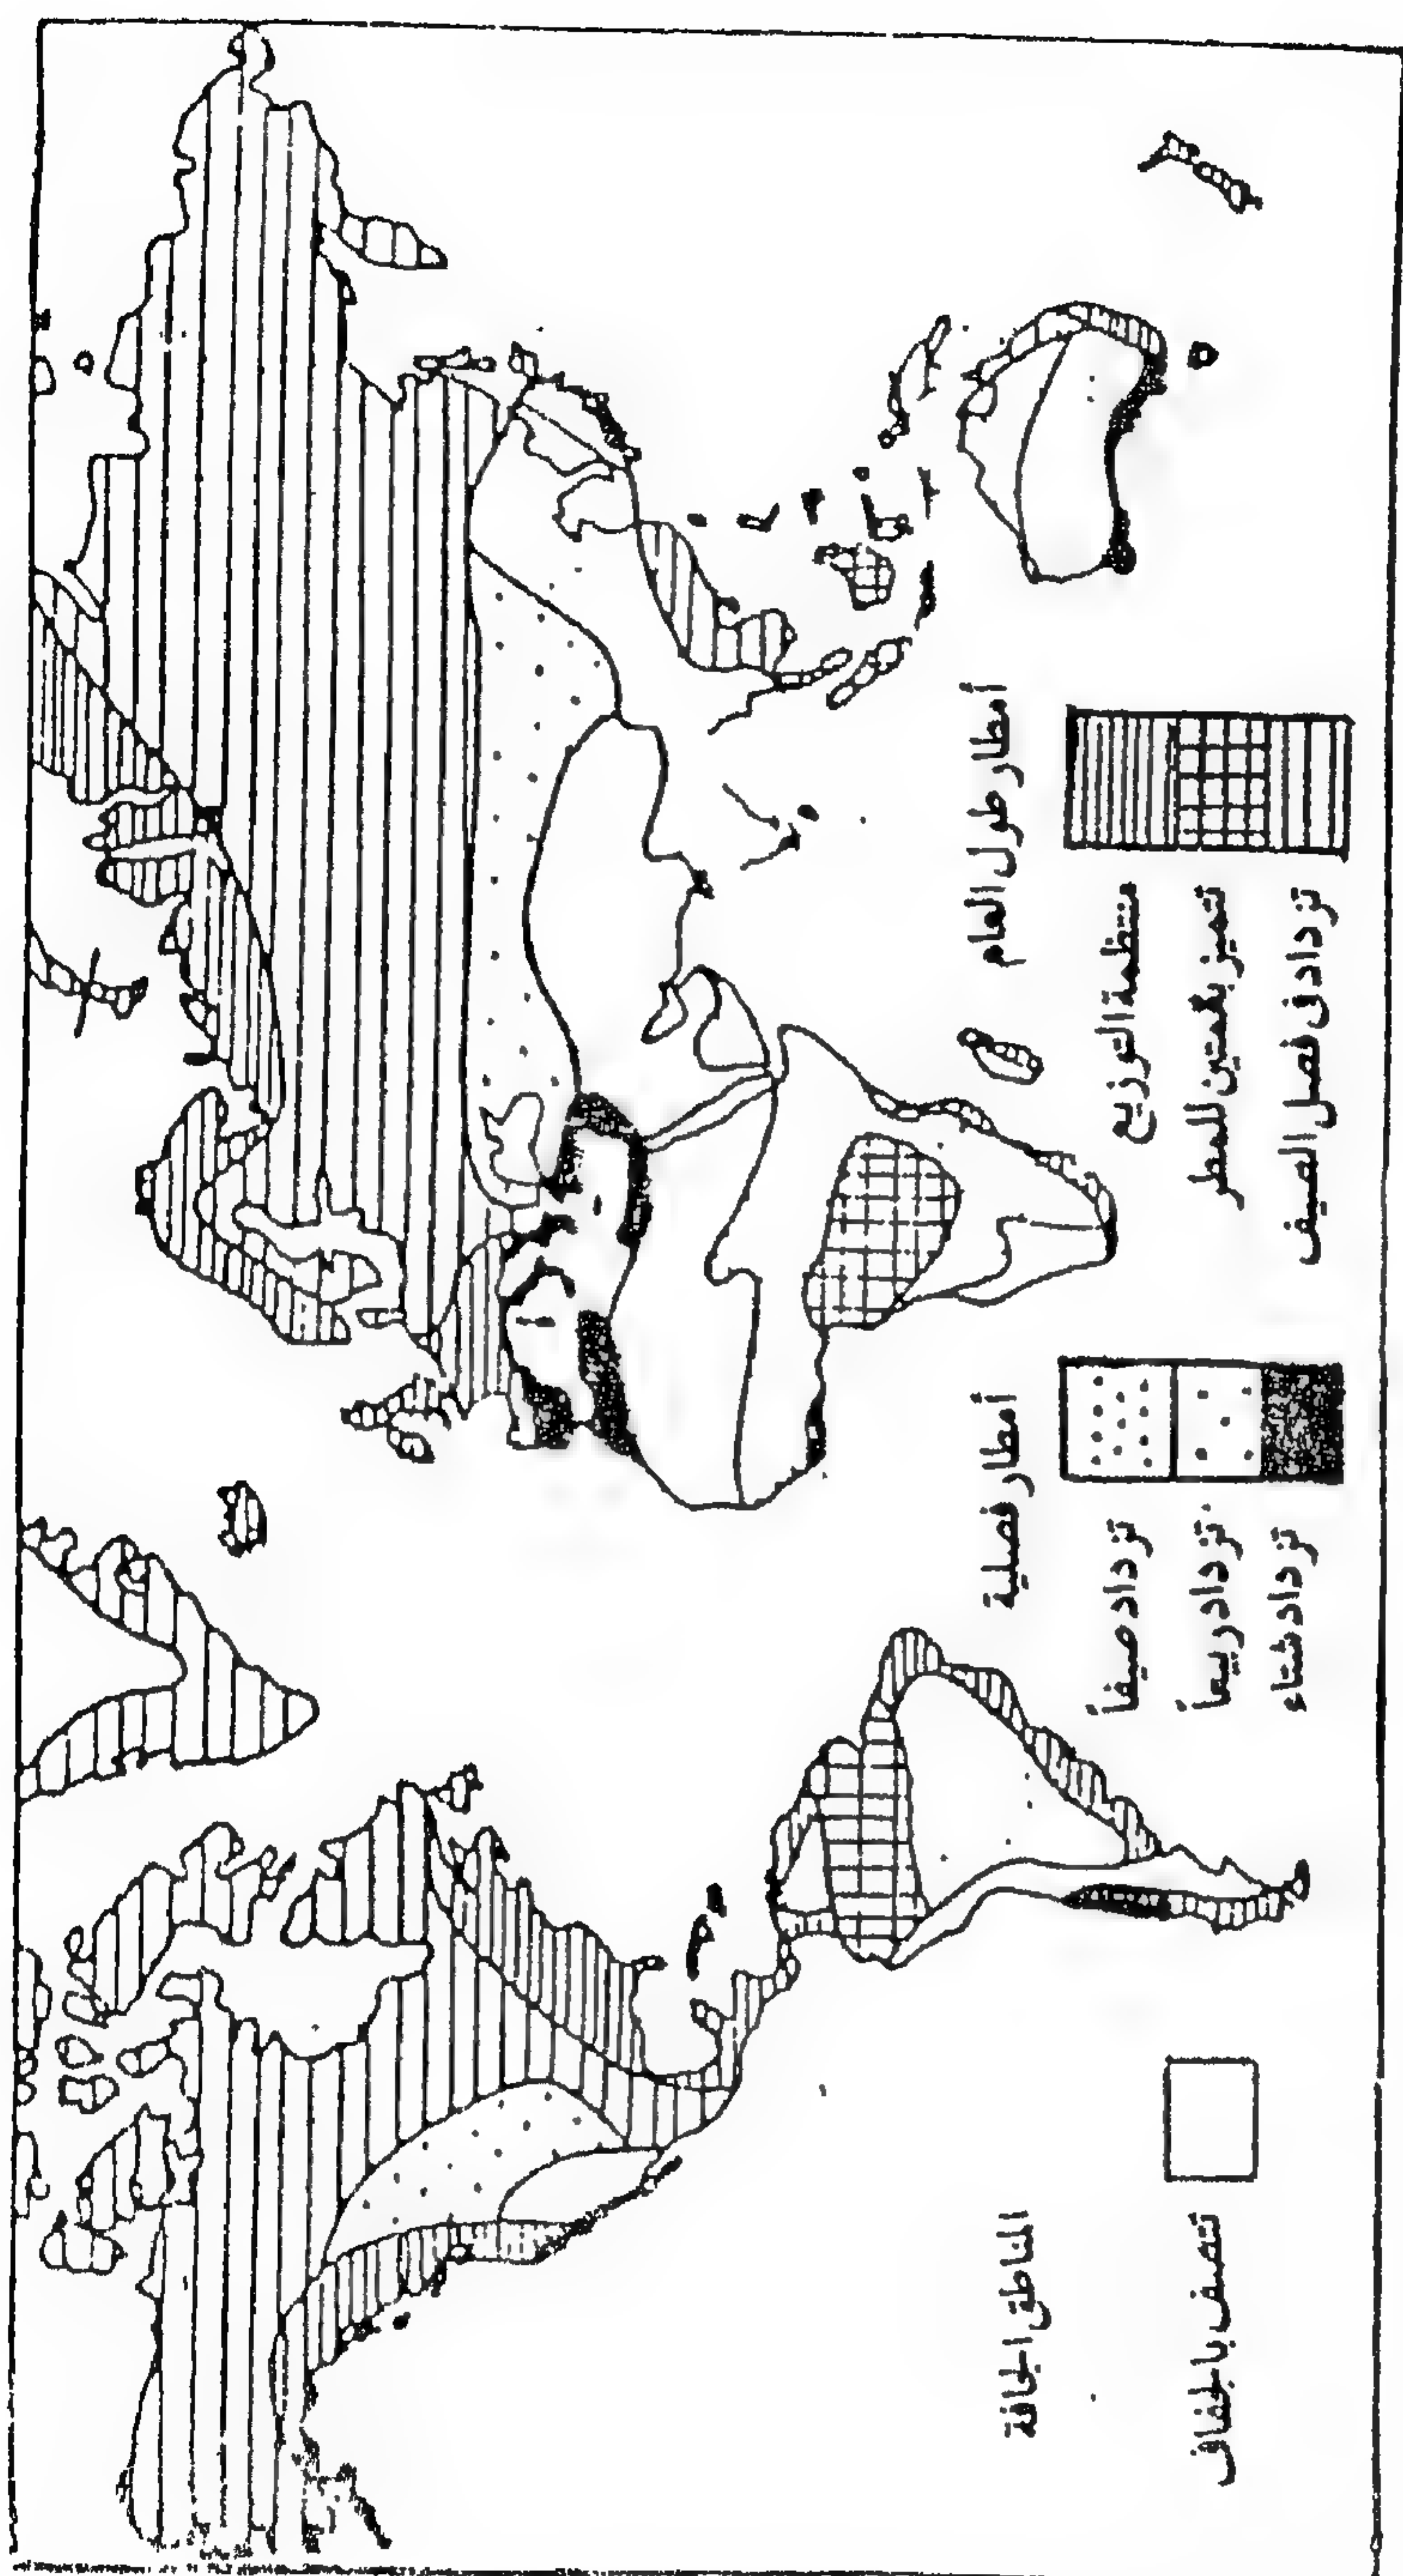 أمطار طول العام
منتظمة التوزيع
تتميز بقمتين للمطر
تزداد فى فصل الصيف
أمطار فصلية
تزداد صيفاً
تزداد ربيعاً
تزداد شتاء
المناطق الجافة
تتصف بالجفاف